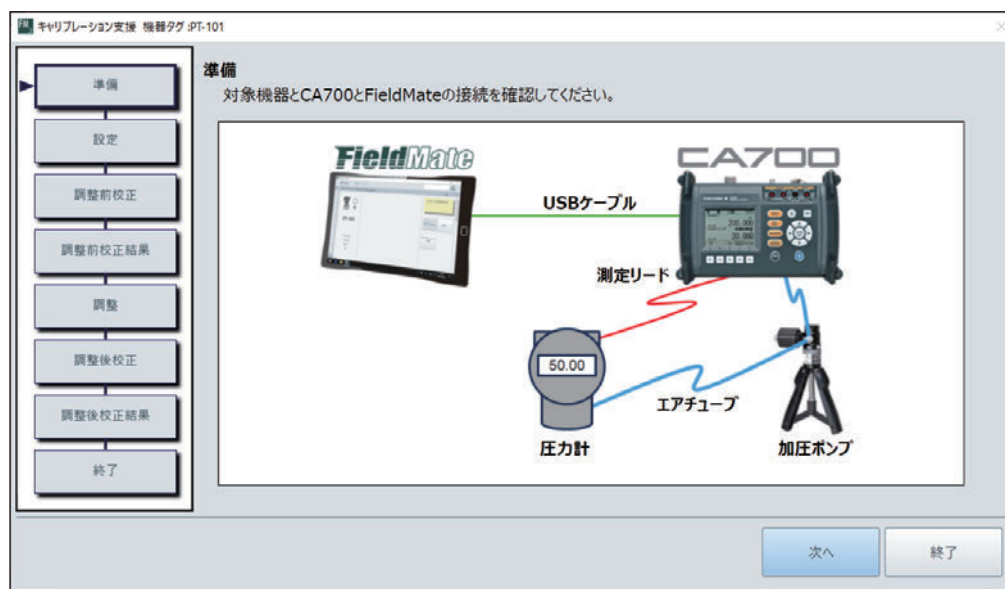 キャリブレーション支援 機器タグ:PT-101
準備
設定
調整前校正
調整前校正結果
調整
調整後校正
調整後校正結果
終了
準備
対象機器とCA700とFieldMateの接続を確認してください。
FieldMate
CA700
USBケーブル
測定リード
50.00
エアチューブ
圧力計
加圧ポンプ
次へ
終了